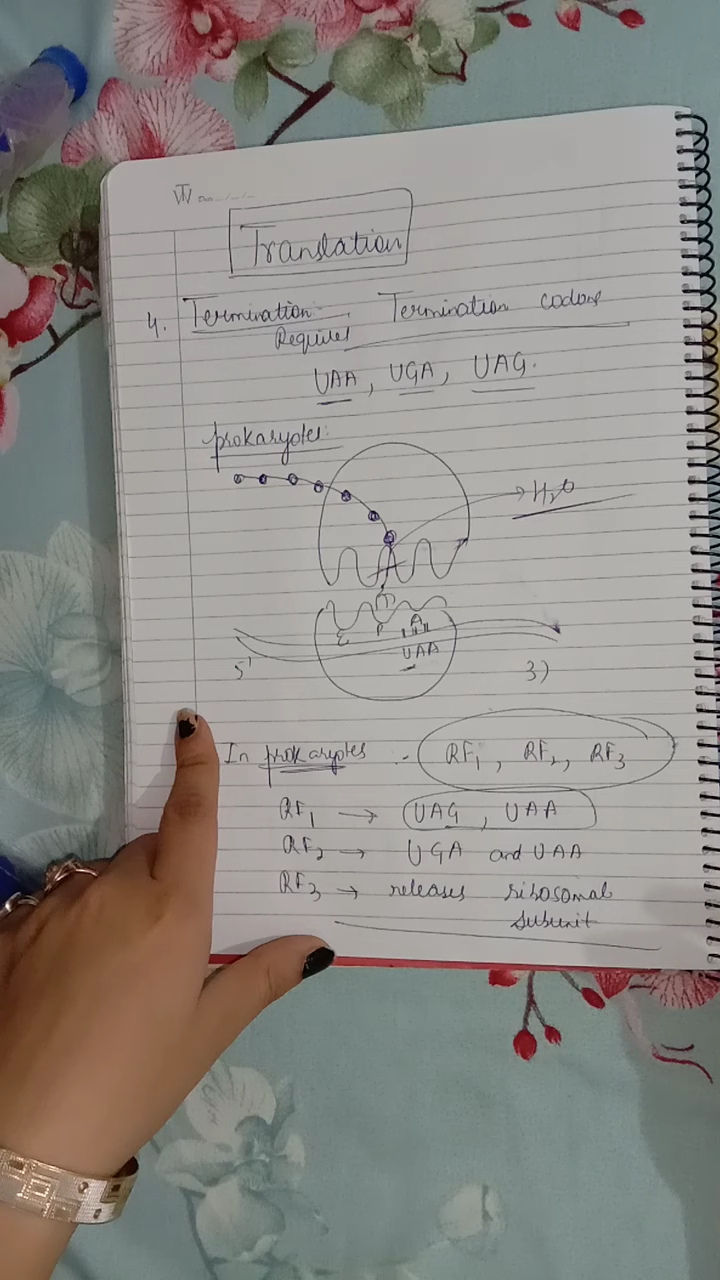 Translation
4. Termination:- Termination codons
Requires
UAA, UGA, UAG.
prokaryotes:
H₂O
E P A
UAA
5' 3)
In prokaryotes :- RF₁, RF₂, RF₃
RF₁ → UAG, UAA
RF₂ → UGA and UAA
RF₃ → releases ribosomal
subunit